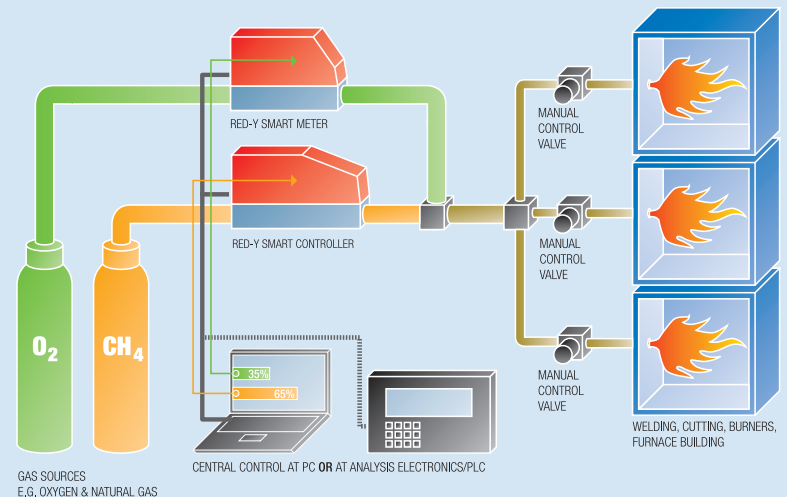 RED-Y SMART METER
RED-Y SMART CONTROLLER
MANUAL
CONTROL
VALVE
MANUAL
CONTROL
VALVE
MANUAL
CONTROL
VALVE
O2
CH4
35%
65%
WELDING, CUTTING, BURNERS,
FURNACE BUILDING
CENTRAL CONTROL AT PC OR AT ANALYSIS ELECTRONICS/PLC
GAS SOURCES
E,G, OXYGEN & NATURAL GAS